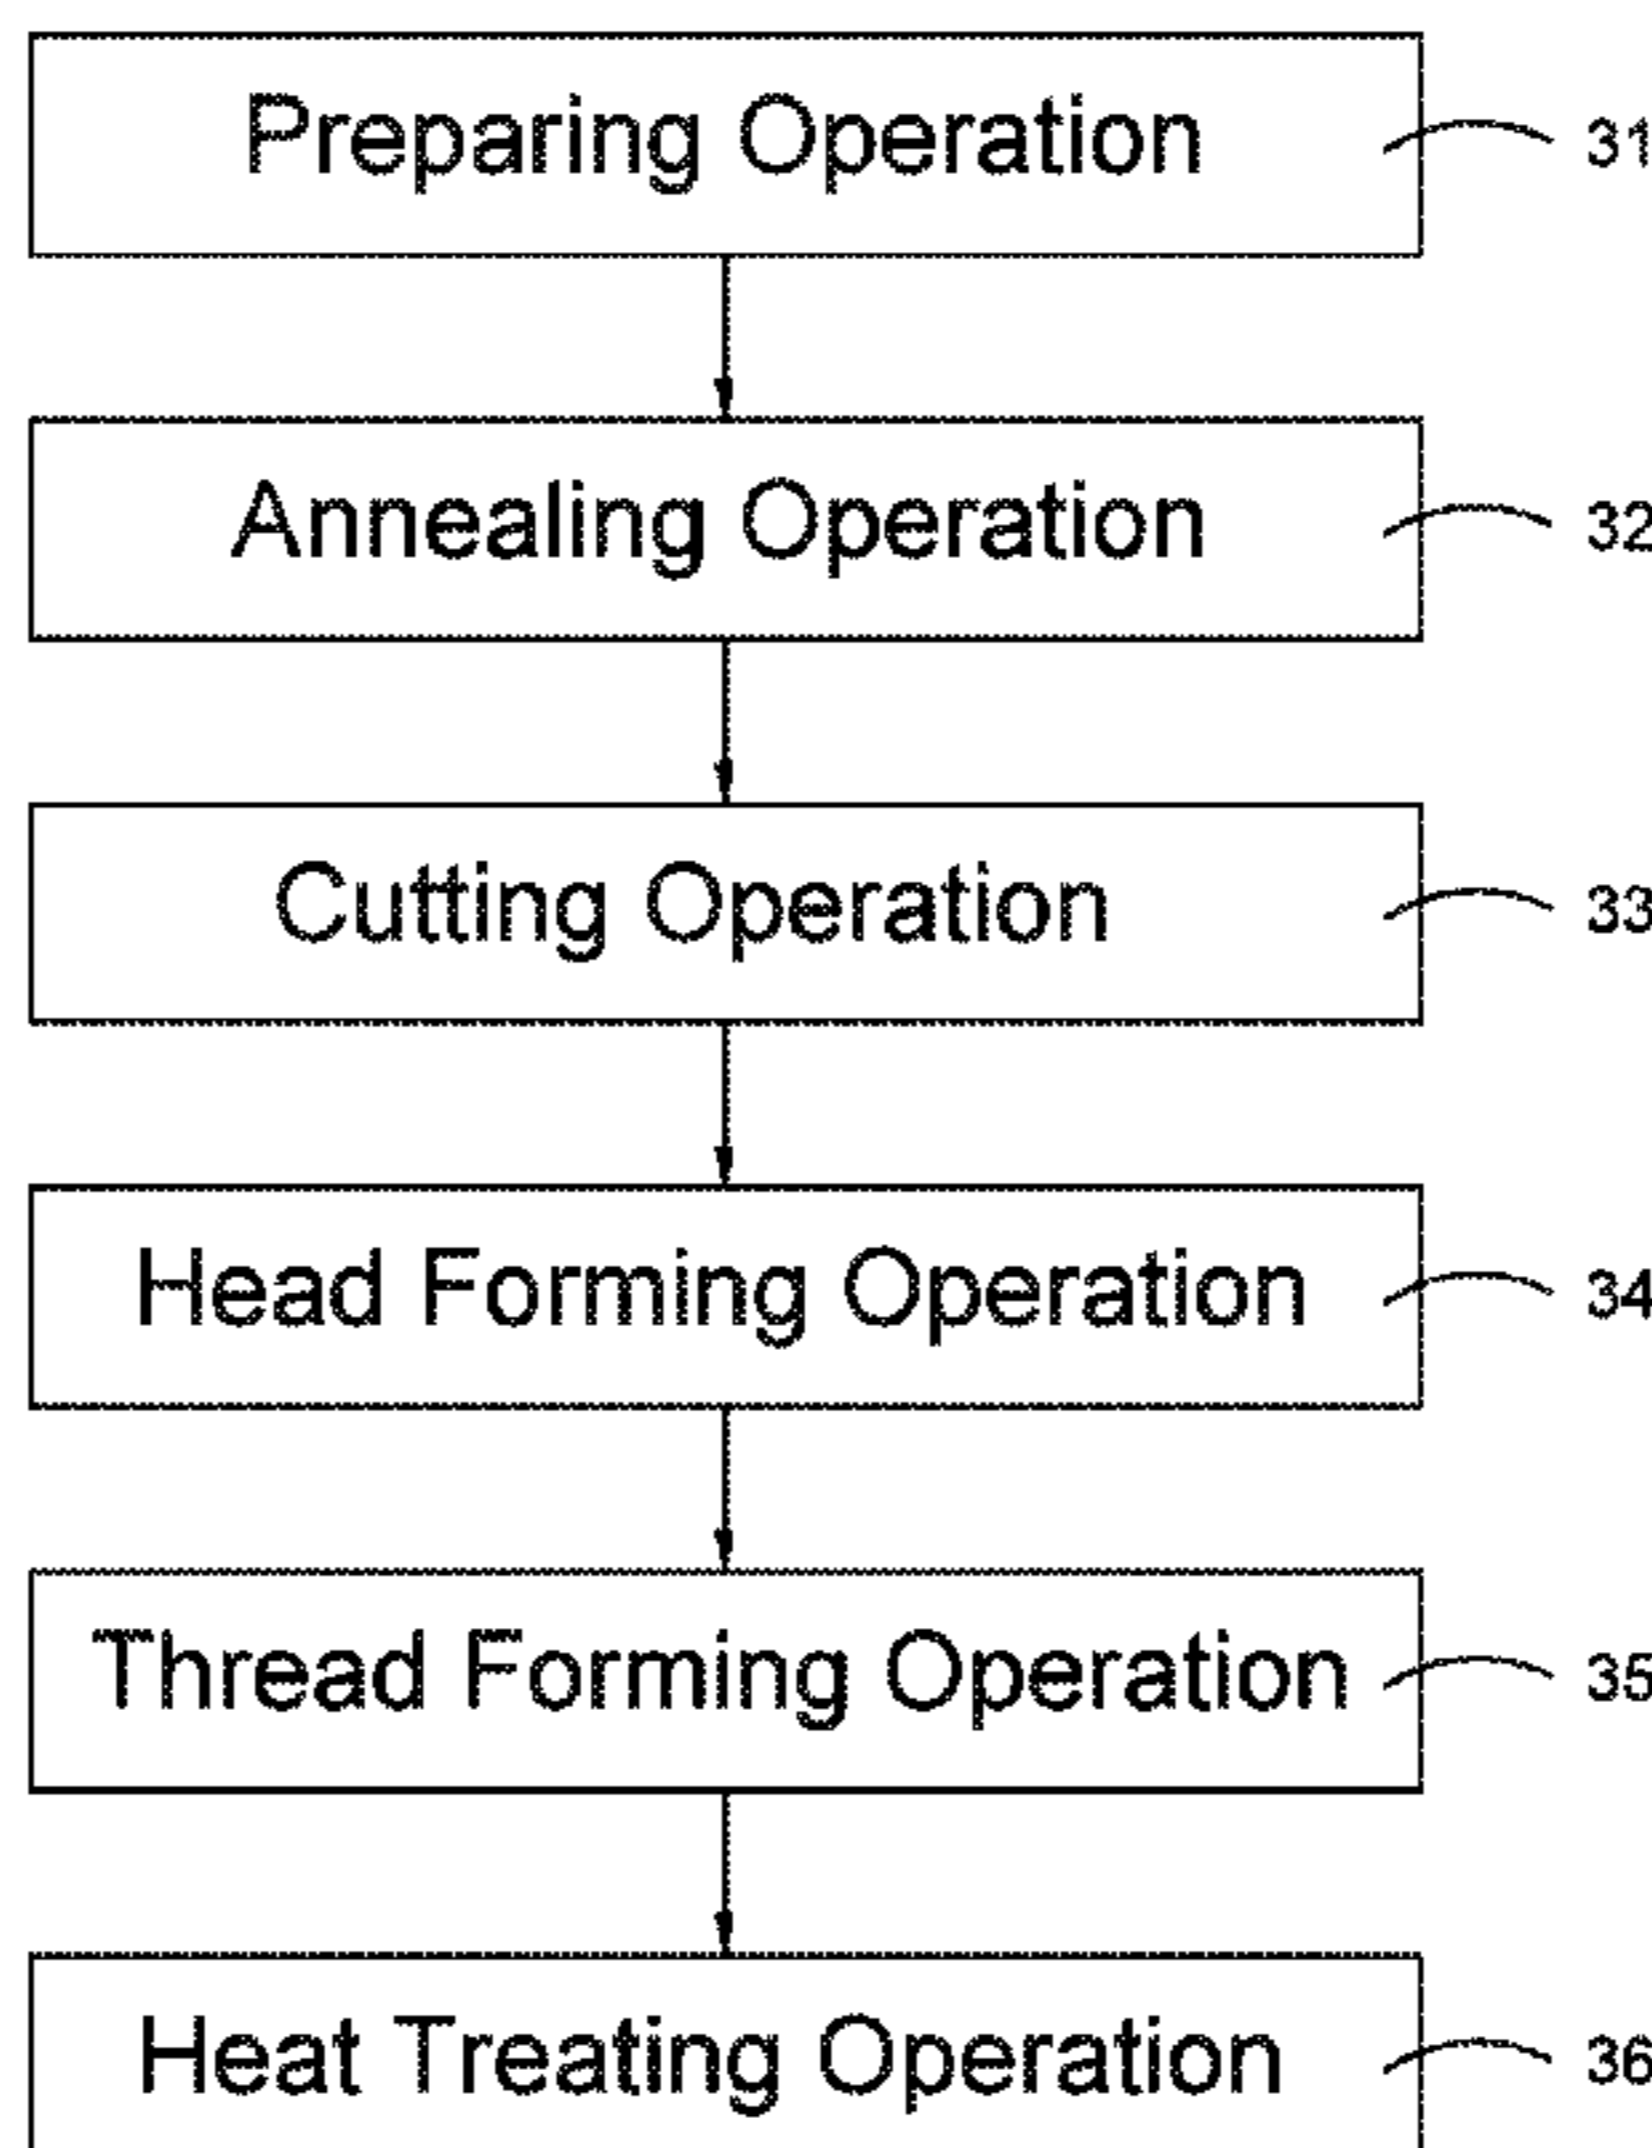 Preparing Operation 31
Annealing Operation 32
Cutting Operation 33
Head Forming Operation 34
Thread Forming Operation 35
Heat Treating Operation 36